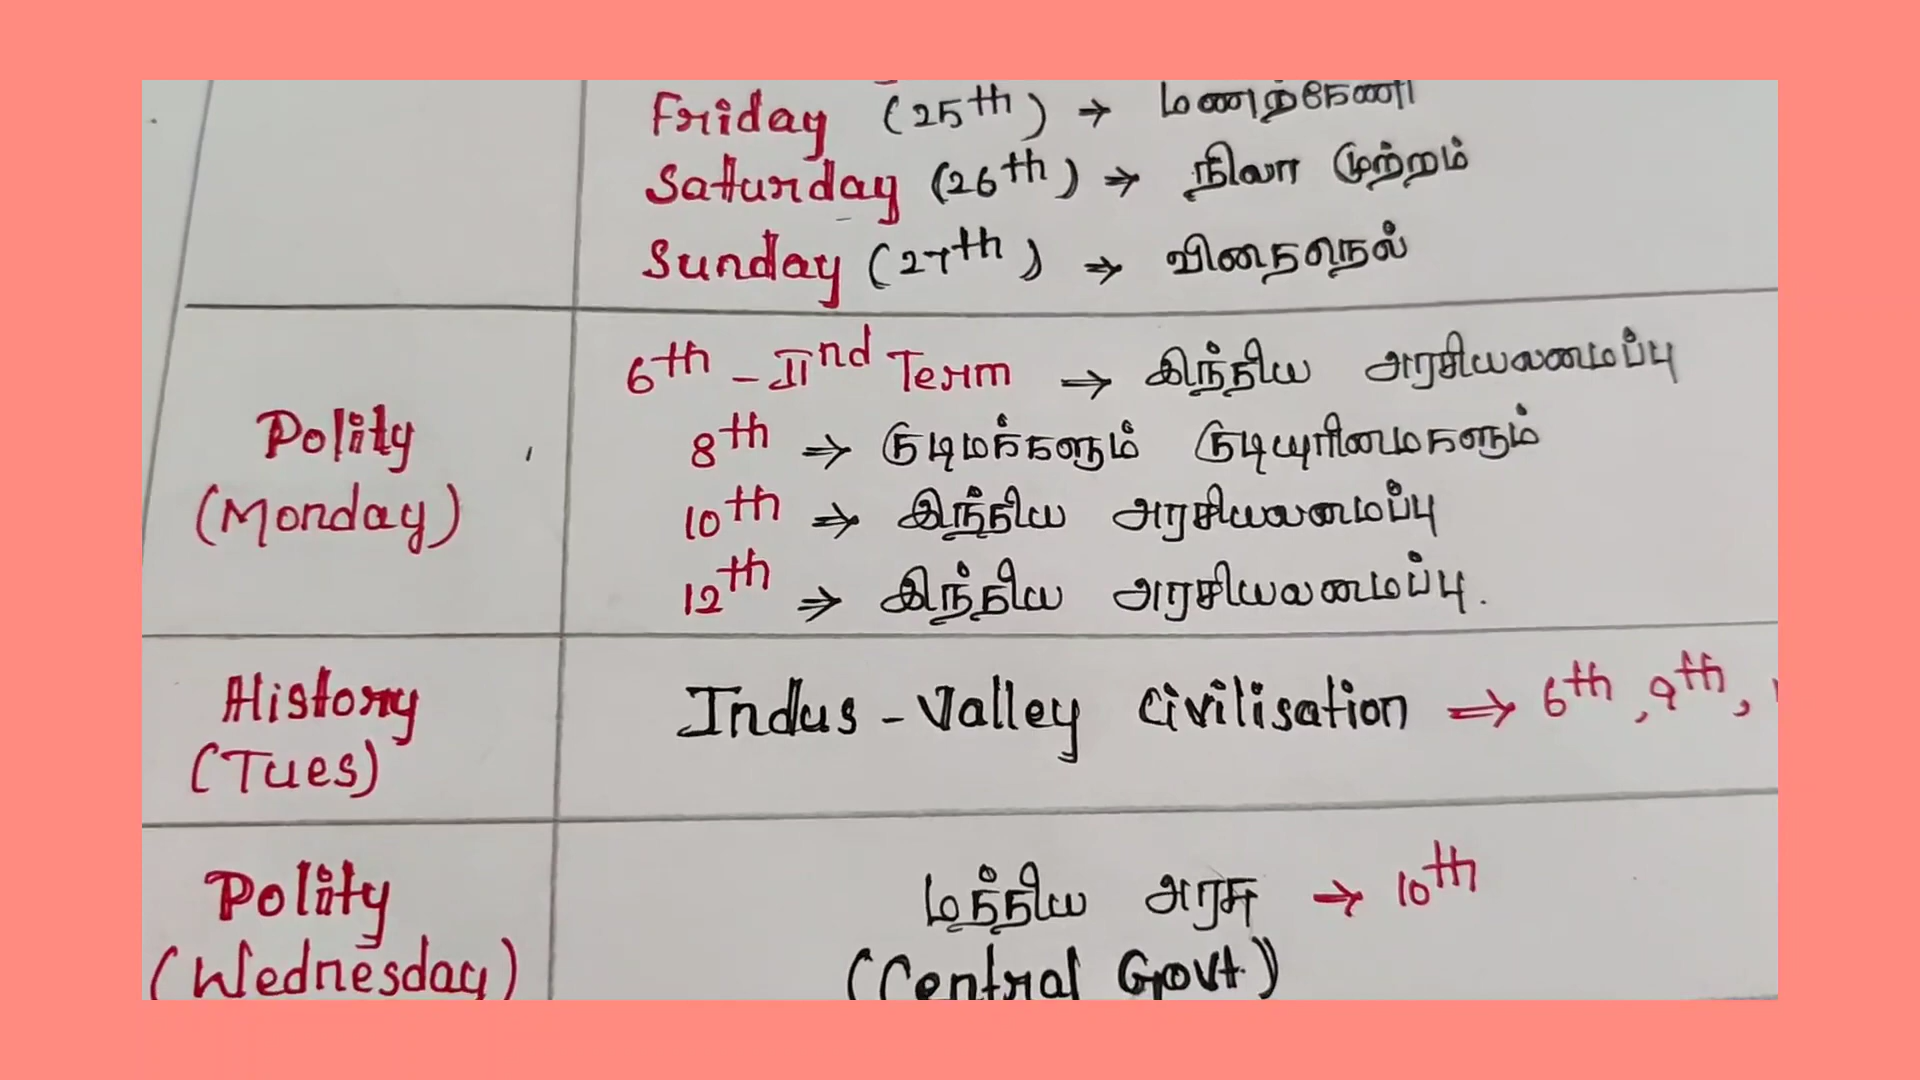 Friday (25th) → மணற்கேணி
Saturday (26th) → நிலா முற்றம்
Sunday (27th) → வினைநெல்
Polity
(Monday)
6th - IInd Term → இந்திய அரசியலமைப்பு
8th → குடிமக்களும் குடியுரிமைகளும்
10th → இந்திய அரசியலமைப்பு
12th → இந்திய அரசியலமைப்பு.
History
(Tues)
Indus - Valley Civilisation → 6th, 9th,
Polity
(Wednesday)
மத்திய அரசு → 10th
(Central Govt.)